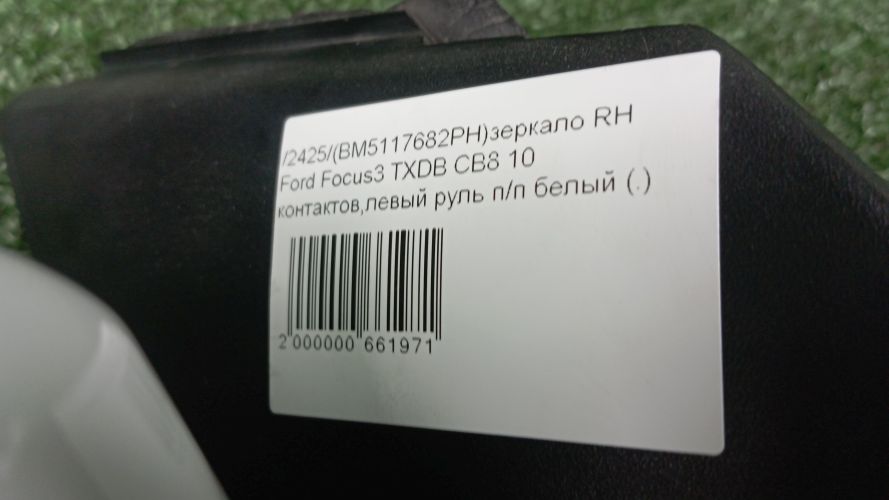 /2425/(BM5117682PH)зеркало RH
Ford Focus3 TXDB CB8 10
контактов,левый руль п/п белый (.)
2 000000 661971